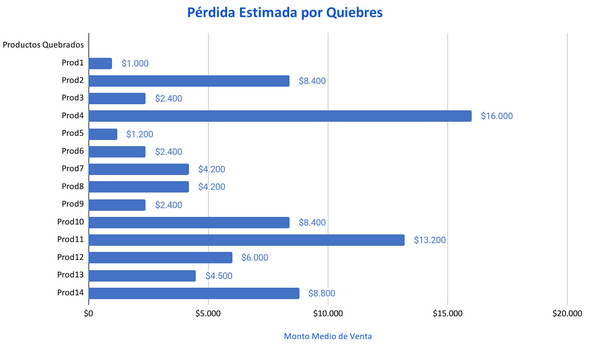 Pérdida Estimada por Quiebres
Productos Quebrados
Prod1 $1.000
Prod2 $8.400
Prod3 $2.400
Prod4 $16.000
Prod5 $1.200
Prod6 $2.400
Prod7 $4.200
Prod8 $4.200
Prod9 $2.400
Prod10 $8.400
Prod11 $13.200
Prod12 $6.000
Prod13 $4.500
Prod14 $8.800
$0 $5.000 $10.000 $15.000 $20.000
Monto Medio de Venta